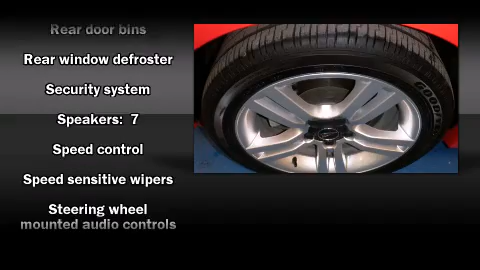 Rear door bins
Rear window defroster
Security system
Speakers: 7
Speed control
Speed sensitive wipers
Steering wheel
mounted audio controls
GOODYEAR